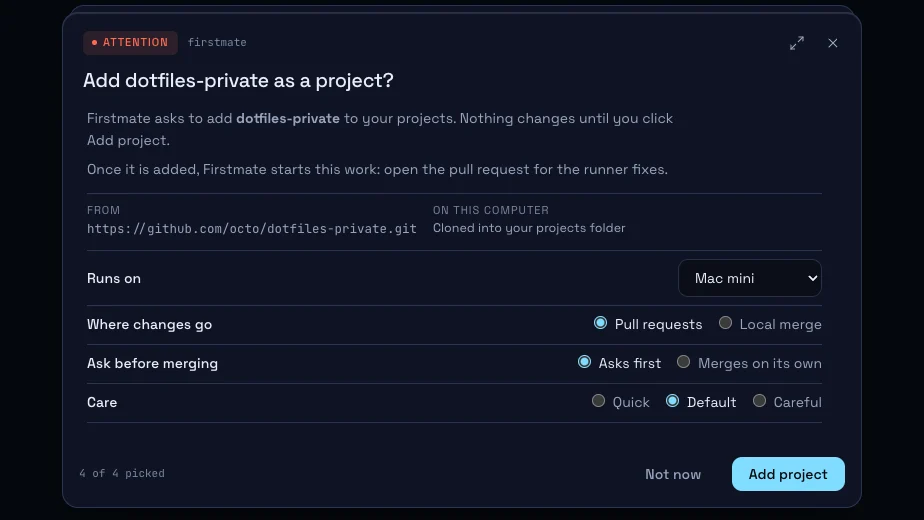 ATTENTION firstmate
Add dotfiles-private as a project?
Firstmate asks to add dotfiles-private to your projects. Nothing changes until you click
Add project.
Once it is added, Firstmate starts this work: open the pull request for the runner fixes.
FROM
https://github.com/octo/dotfiles-private.git
ON THIS COMPUTER
Cloned into your projects folder
Runs on Mac mini
Where changes go Pull requests Local merge
Ask before merging Asks first Merges on its own
Care Quick Default Careful
4 of 4 picked Not now Add project